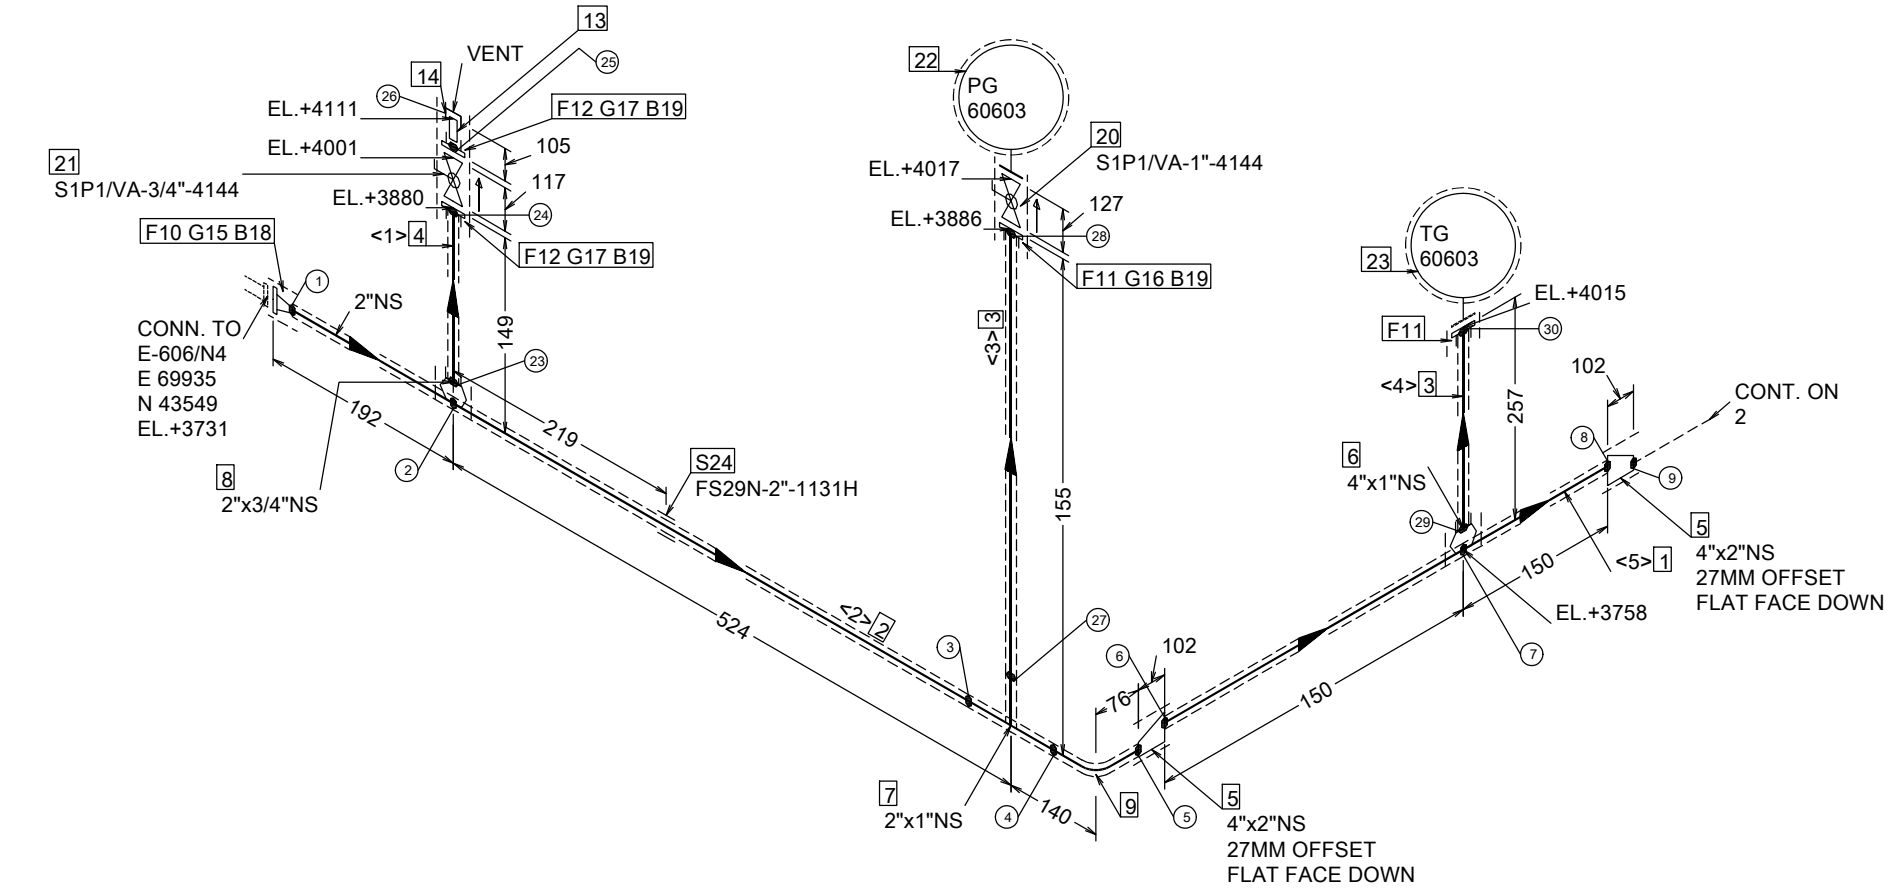 13
VENT
25
14
26
EL.+4111
F12 G17 B19
EL.+4001
105
21
S1P1/VA-3/4"-4144
117
EL.+3880
24
<1> 4
F12 G17 B19
F10 G15 B18
1
2"NS
CONN. TO
E-606/N4
E 69935
N 43549
EL.+3731
149
23
192
219
2
8
2"x3/4"NS
S24
FS29N-2"-1131H
22
PG
60603
20
S1P1/VA-1"-4144
EL.+4017
127
EL.+3886
28
F11 G16 B19
<3> 3
155
<2> 2
524
3
27
6
102
76
7
2"x1"NS
4
140
9
5
5
4"x2"NS
27MM OFFSET
FLAT FACE DOWN
TG
60603
23
EL.+4015
F11
30
<4> 3
257
102
CONT. ON
2
8
9
6
4"x1"NS
29
5
4"x2"NS
27MM OFFSET
FLAT FACE DOWN
<5> 1
150
EL.+3758
7
150